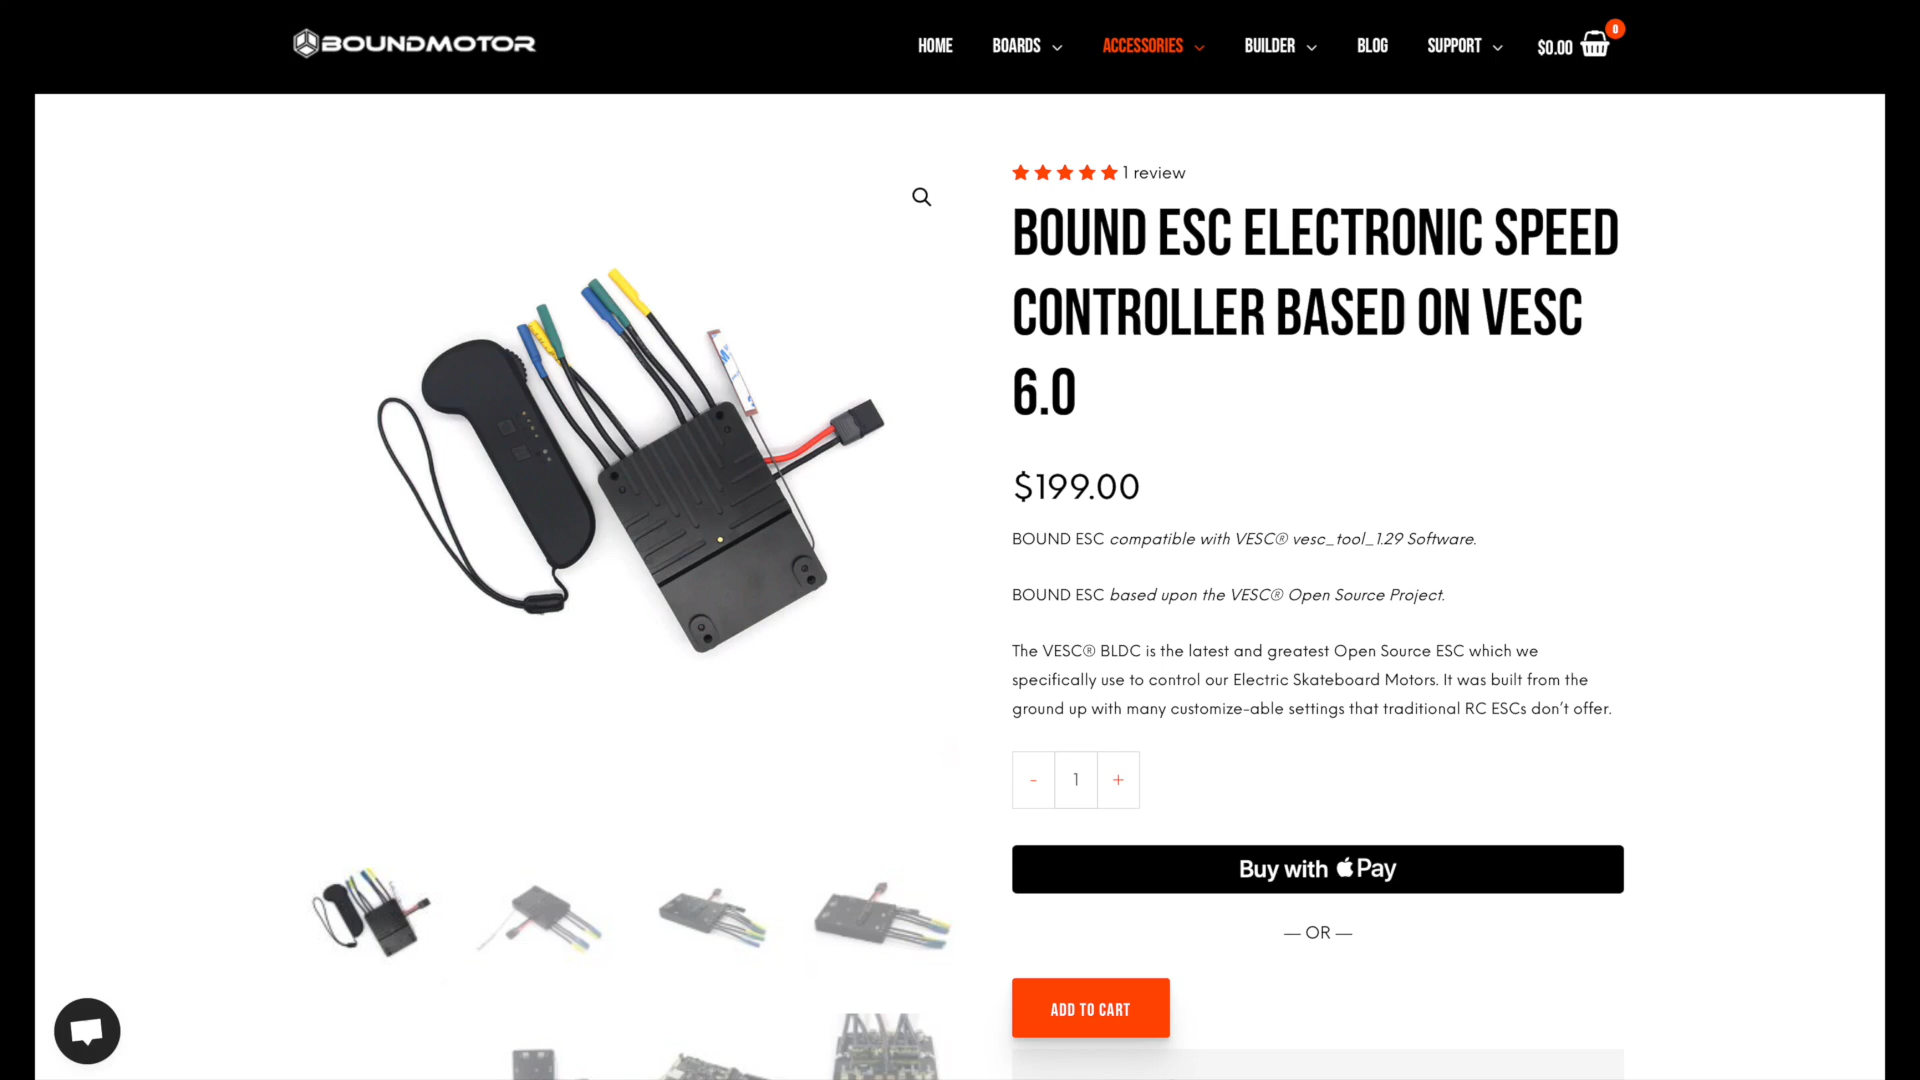 BOUNDMOTOR
HOME
BOARDS
ACCESSORIES
BUILDER
BLOG
SUPPORT
$0.00
0
1 review
BOUND ESC ELECTRONIC SPEED
CONTROLLER BASED ON VESC
6.0
$199.00
BOUND ESC compatible with VESC® vesc_tool_1.29 Software.
BOUND ESC based upon the VESC® Open Source Project.
The VESC® BLDC is the latest and greatest Open Source ESC which we
specifically use to control our Electric Skateboard Motors. It was built from the
ground up with many customize-able settings that traditional RC ESCs don’t offer.
- 1 +
Buy with Pay
— OR —
ADD TO CART